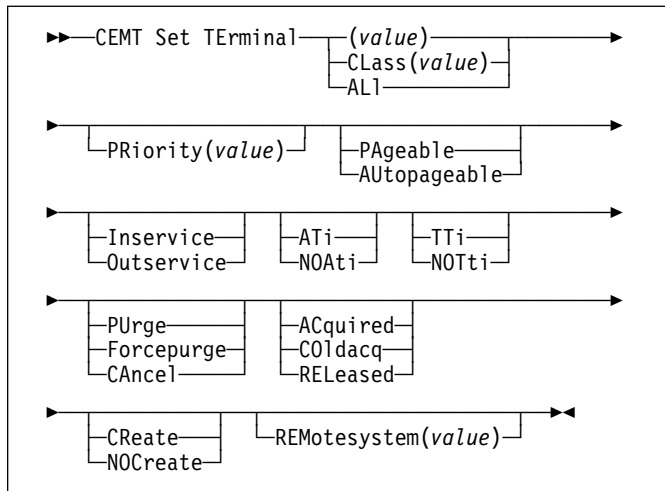 CEMT Set TErminal (value)
CLass(value)
ALl
PRiority(value) PAgeable
AUtopageable
Inservice ATi TTi
Outservice NOAti NOTti
PUrge ACquired
Forcepurge COldacq
CAncel RELeased
CReate REMotesystem(value)
NOCreate